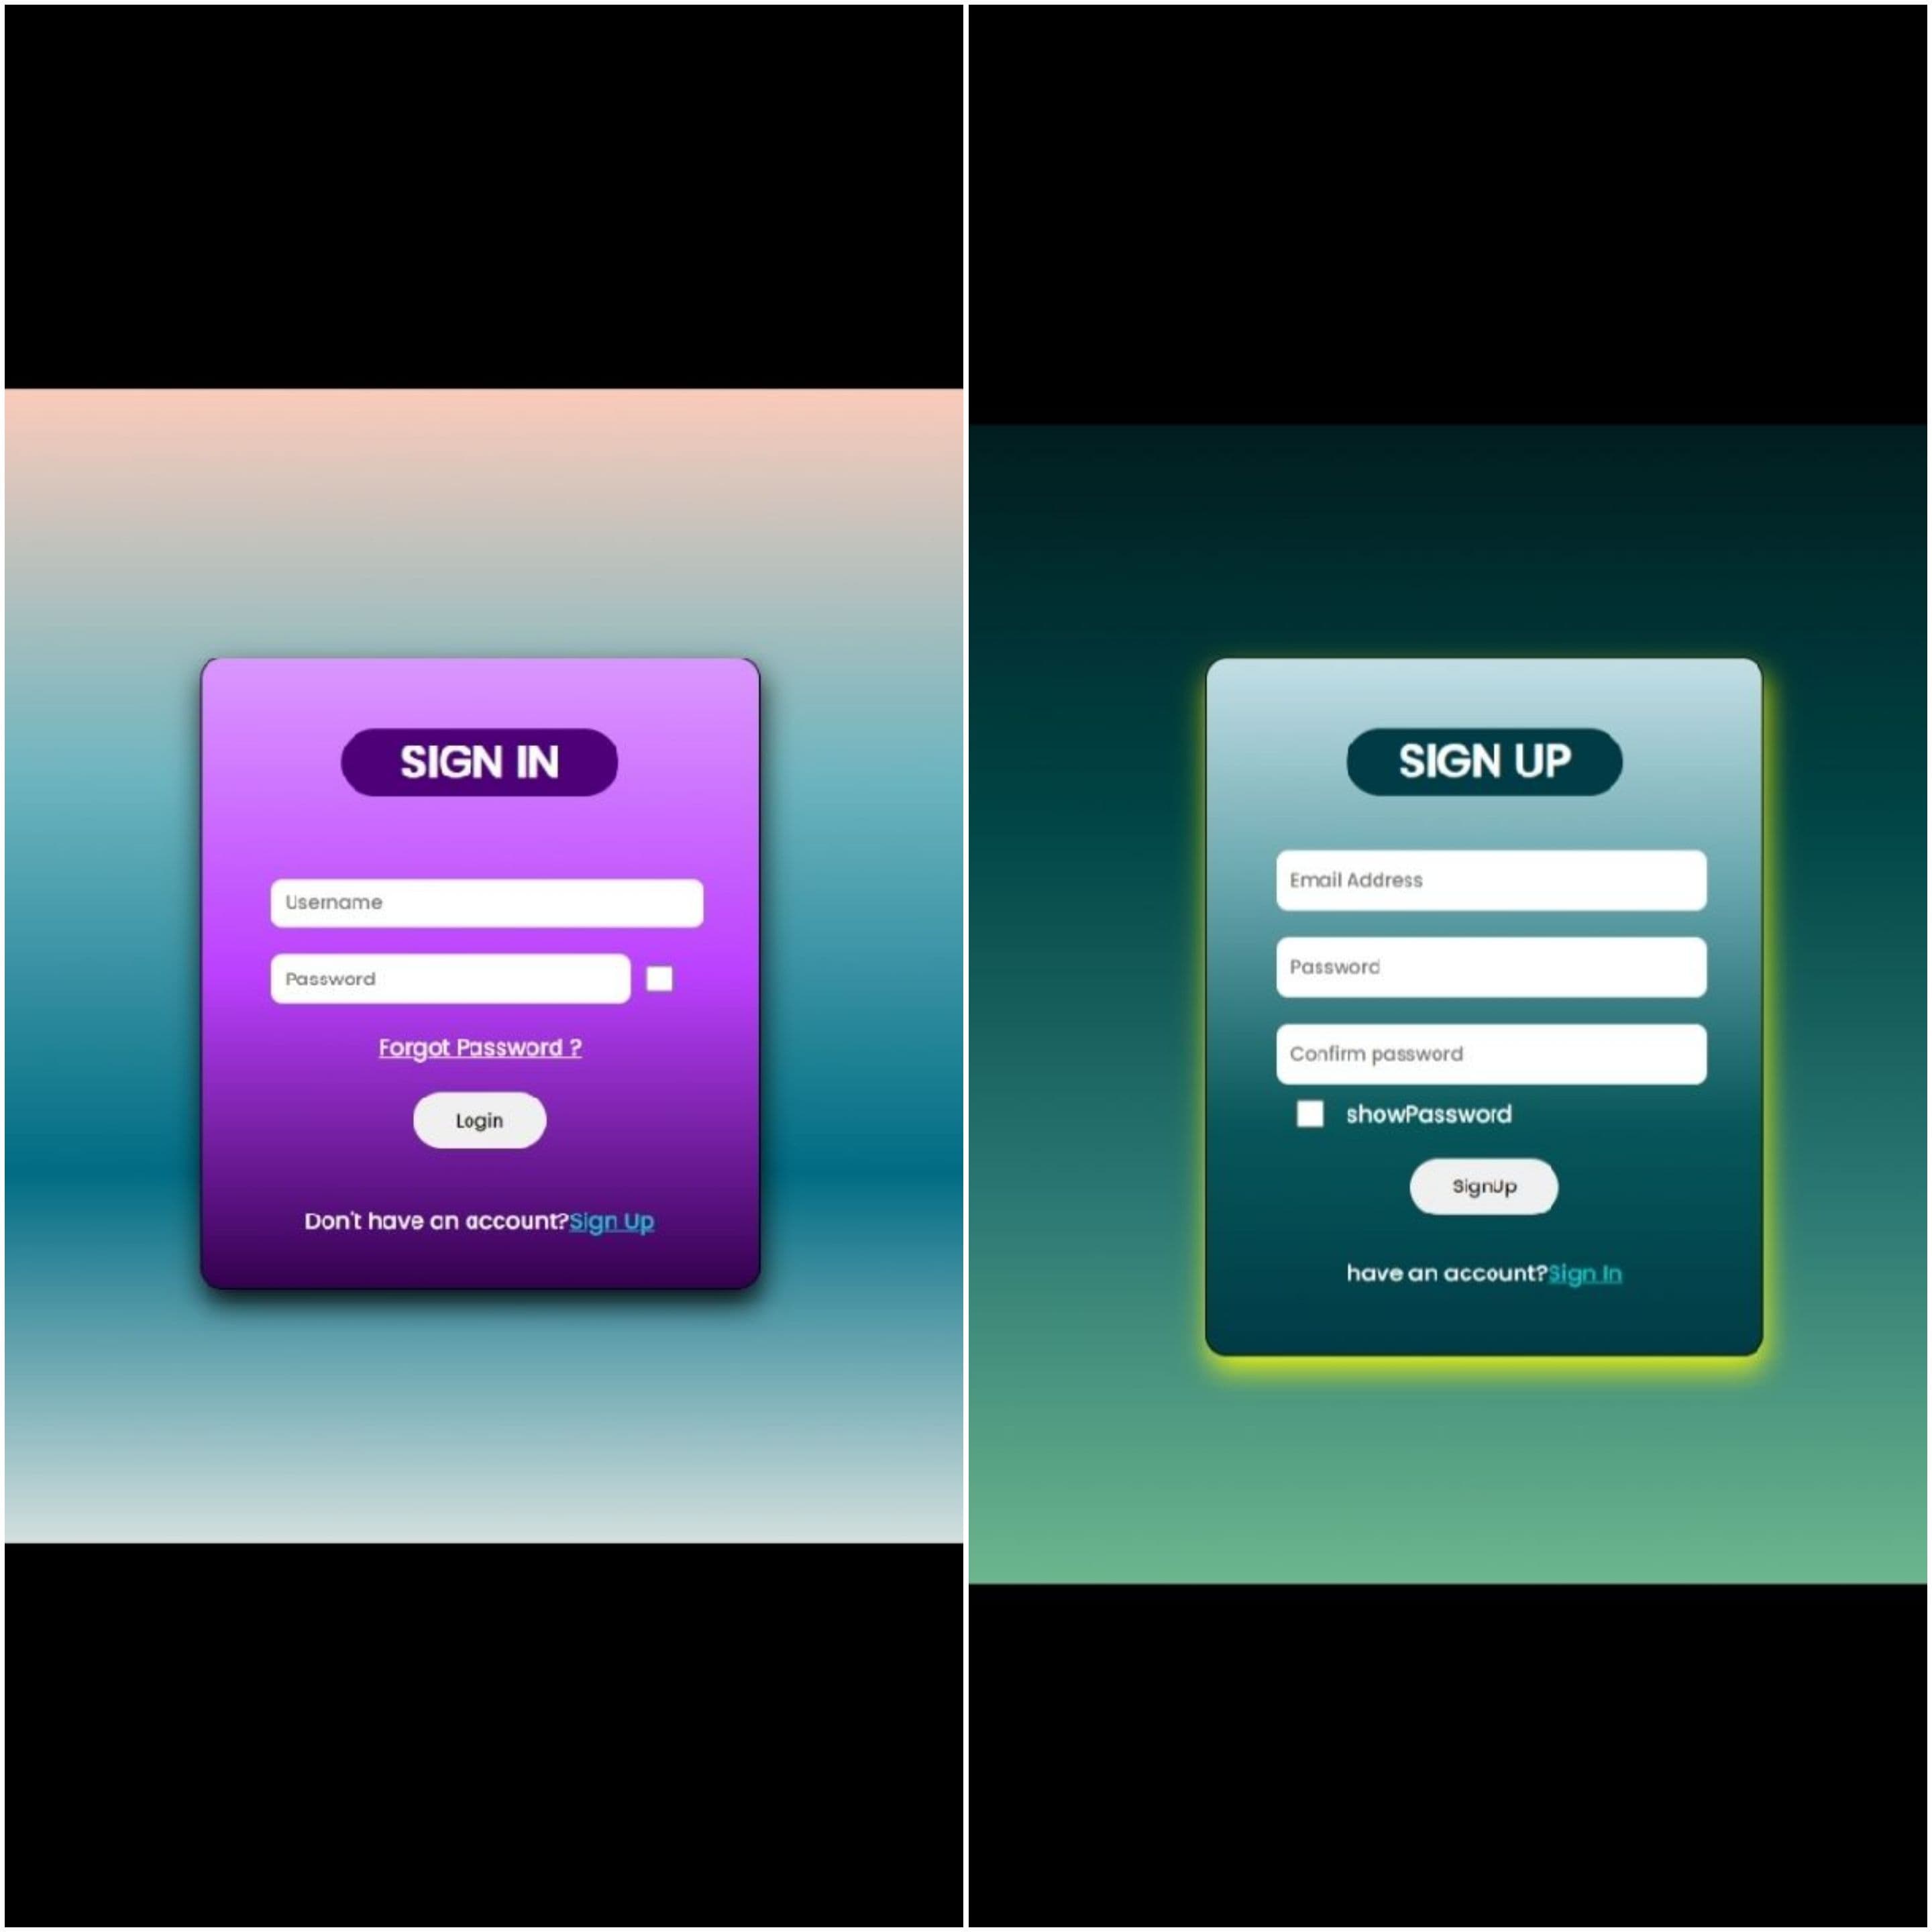 SIGN IN
Username
Password
Forgot Password ?
Login
Don't have an account?Sign Up
SIGN UP
Email Address
Password
Confirm password
showPassword
SignUp
have an account?Sign In